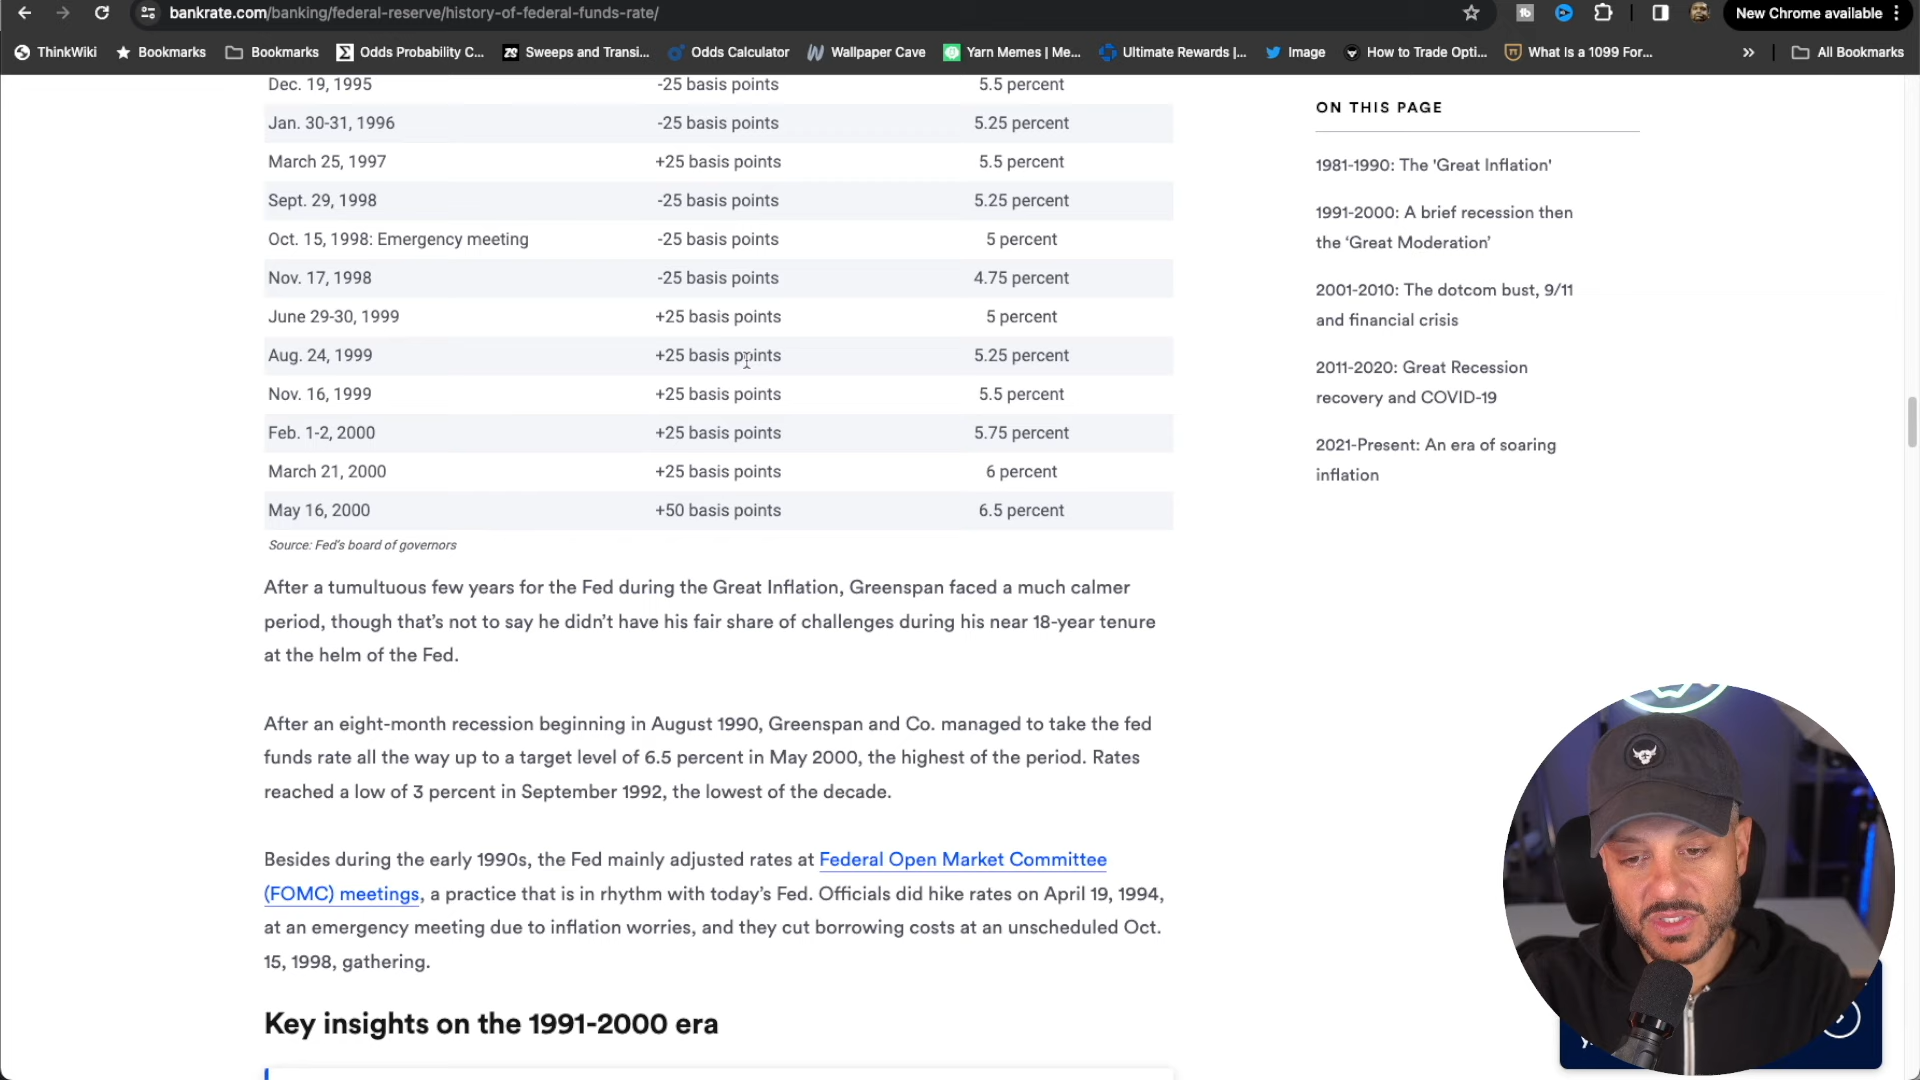 bankrate.com/banking/federal-reserve/history-of-federal-funds-rate/
New Chrome available
ThinkWiki
Bookmarks
Bookmarks
Odds Probability C...
Sweeps and Transi...
Odds Calculator
Wallpaper Cave
Yarn Memes | Me...
Ultimate Rewards |...
Image
How to Trade Opti...
What Is a 1099 For...
All Bookmarks
Dec. 19, 1995 -25 basis points 5.5 percent
Jan. 30-31, 1996 -25 basis points 5.25 percent
March 25, 1997 +25 basis points 5.5 percent
Sept. 29, 1998 -25 basis points 5.25 percent
Oct. 15, 1998: Emergency meeting -25 basis points 5 percent
Nov. 17, 1998 -25 basis points 4.75 percent
June 29-30, 1999 +25 basis points 5 percent
Aug. 24, 1999 +25 basis points 5.25 percent
Nov. 16, 1999 +25 basis points 5.5 percent
Feb. 1-2, 2000 +25 basis points 5.75 percent
March 21, 2000 +25 basis points 6 percent
May 16, 2000 +50 basis points 6.5 percent
Source: Fed's board of governors
After a tumultuous few years for the Fed during the Great Inflation, Greenspan faced a much calmer
period, though that's not to say he didn't have his fair share of challenges during his near 18-year tenure
at the helm of the Fed.
After an eight-month recession beginning in August 1990, Greenspan and Co. managed to take the fed
funds rate all the way up to a target level of 6.5 percent in May 2000, the highest of the period. Rates
reached a low of 3 percent in September 1992, the lowest of the decade.
Besides during the early 1990s, the Fed mainly adjusted rates at Federal Open Market Committee
(FOMC) meetings, a practice that is in rhythm with today's Fed. Officials did hike rates on April 19, 1994,
at an emergency meeting due to inflation worries, and they cut borrowing costs at an unscheduled Oct.
15, 1998, gathering.
Key insights on the 1991-2000 era
ON THIS PAGE
1981-1990: The 'Great Inflation'
1991-2000: A brief recession then
the ‘Great Moderation’
2001-2010: The dotcom bust, 9/11
and financial crisis
2011-2020: Great Recession
recovery and COVID-19
2021-Present: An era of soaring
inflation